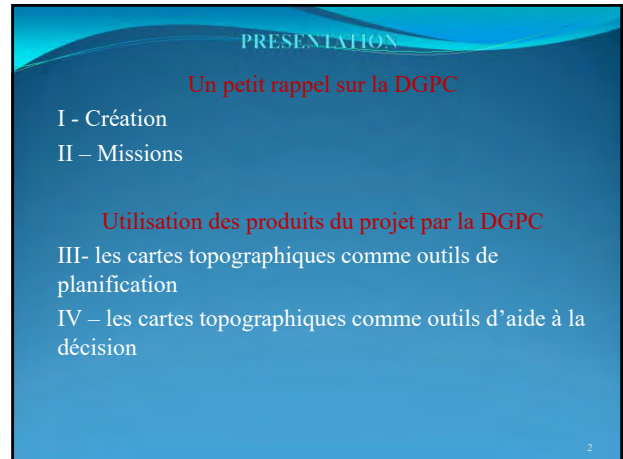 PRESENTATION
Un petit rappel sur la DGPC
I - Création
II – Missions
Utilisation des produits du projet par la DGPC
III- les cartes topographiques comme outils de
planification
IV – les cartes topographiques comme outils d’aide à la
décision
2